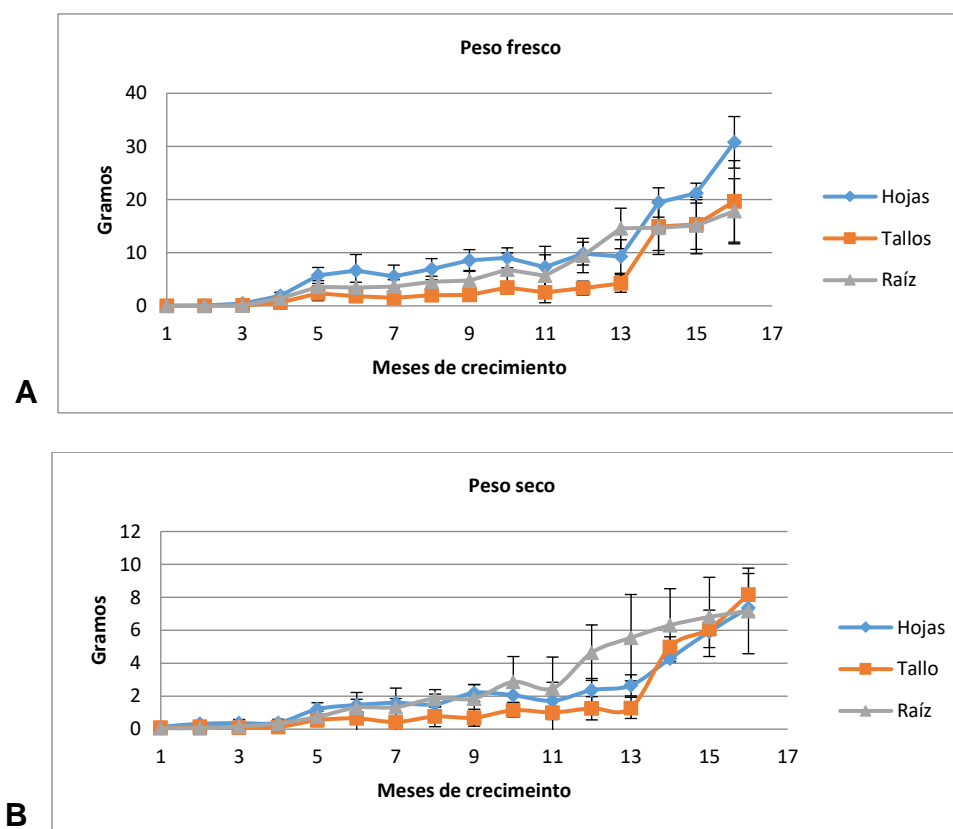 Peso fresco
40
30
20
10
0
Gramos
1 3 5 7 9 11 13 15 17
Meses de crecimiento
Hojas
Tallos
Raíz
A
Peso seco
12
10
8
6
4
2
0
Gramos
1 3 5 7 9 11 13 15 17
Meses de crecimeinto
Hojas
Tallo
Raíz
B